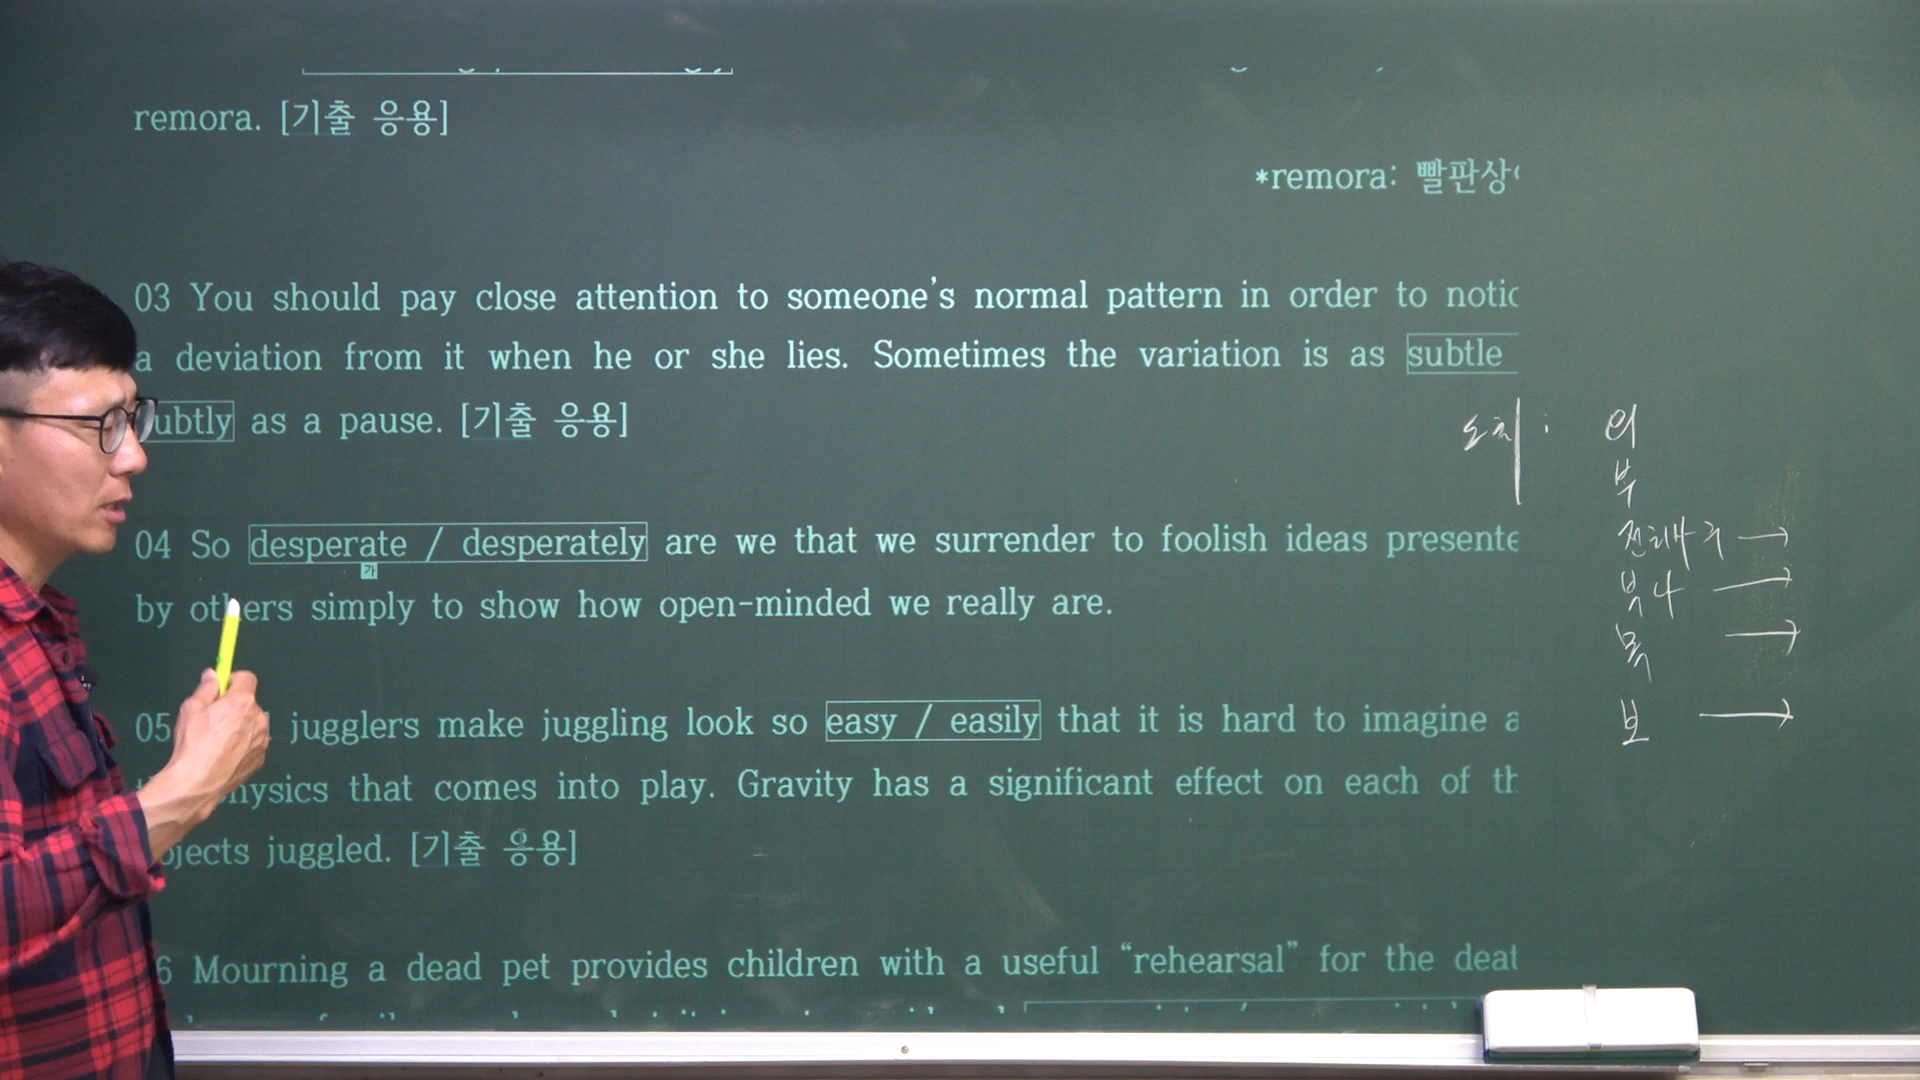 remora. [기출 응용]
*remora: 빨판상
03 You should pay close attention to someone's normal pattern in order to notic
a deviation from it when he or she lies. Sometimes the variation is as subtle
ubtly as a pause. [기출 응용]
04 So desperate / desperately are we that we surrender to foolish ideas presente
가
by others simply to show how open-minded we really are.
05 jugglers make juggling look so easy / easily that it is hard to imagine a
hysics that comes into play. Gravity has a significant effect on each of th
bjects juggled. [기출 응용]
6 Mourning a dead pet provides children with a useful “rehearsal” for the deat
도치 : 의
부
전치사구 →
부사 →
목 →
보 →